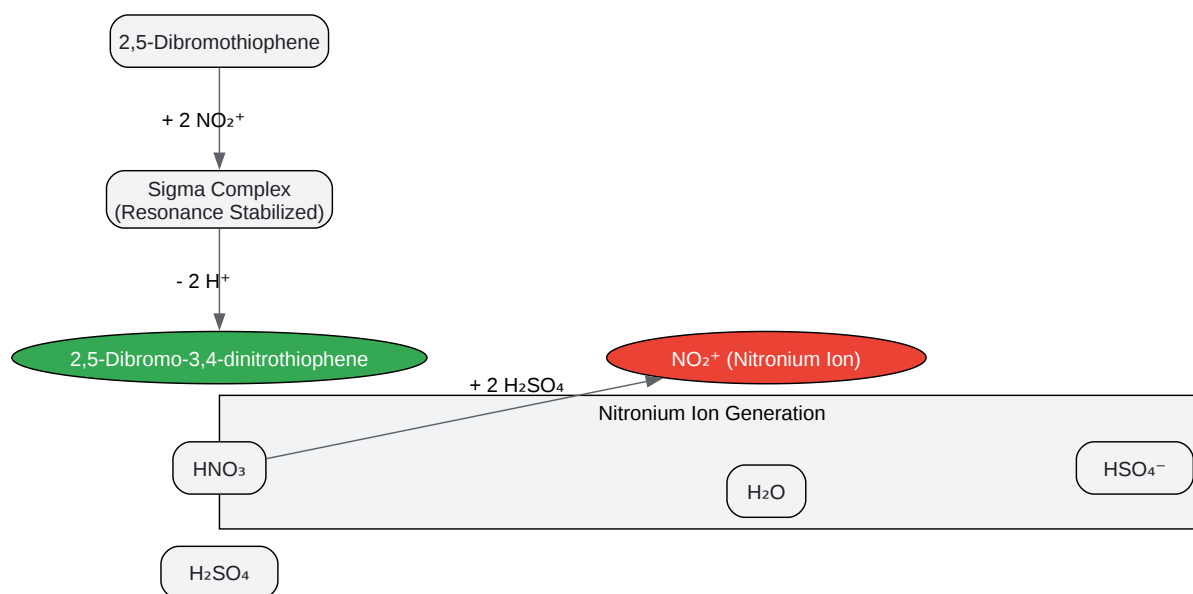 2,5-Dibromothiophene
+ 2 NO₂⁺
Sigma Complex
(Resonance Stabilized)
- 2 H⁺
2,5-Dibromo-3,4-dinitrothiophene
NO₂⁺ (Nitronium Ion)
+ 2 H₂SO₄
Nitronium Ion Generation
HNO₃
H₂O
HSO₄⁻
H₂SO₄